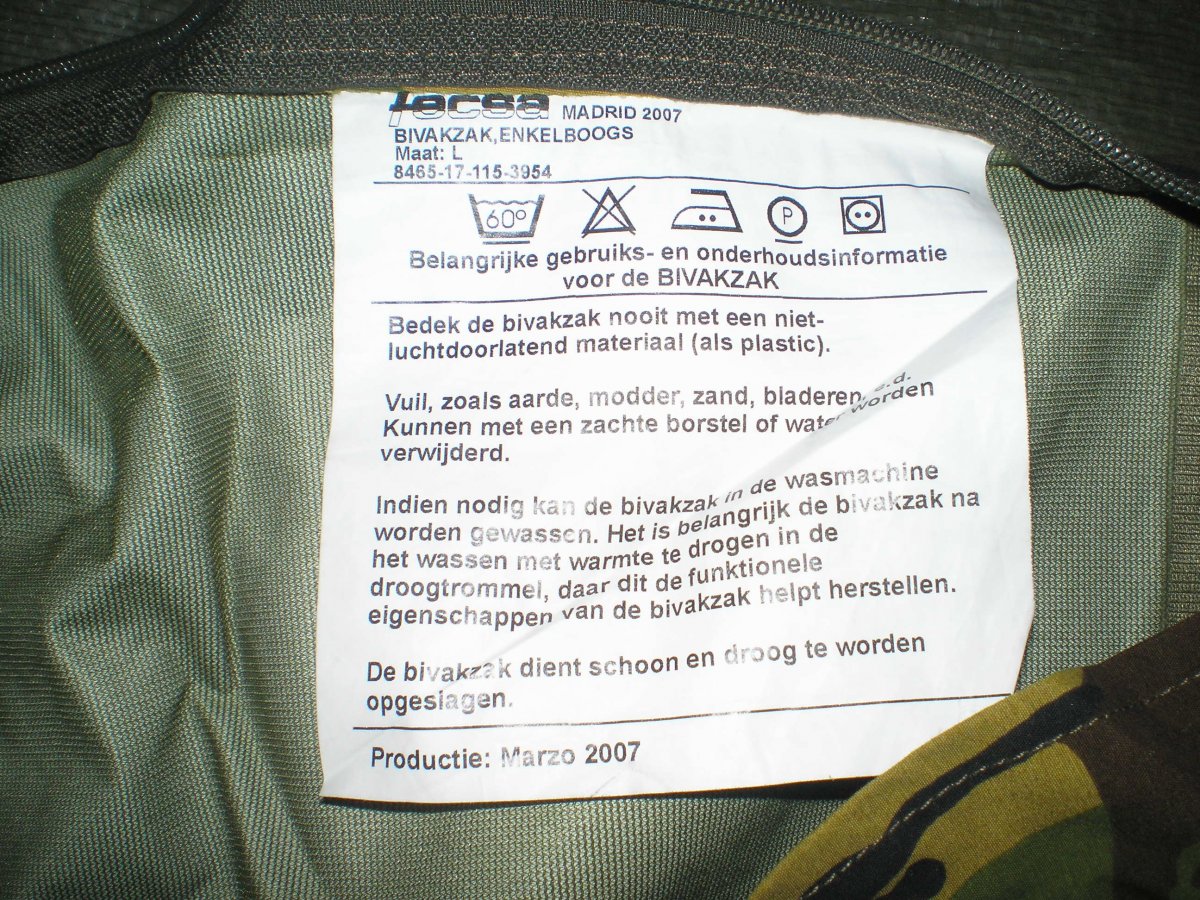 fecsa MADRID 2007
BIVAKZAK,ENKELBOOGS
Maat: L
8465-17-115-3954
60° P
Belangrijke gebruiks- en onderhoudsinformatie
voor de BIVAKZAK
Bedek de bivakzak nooit met een niet-
luchtdoorlatend materiaal (als plastic).
Vuil, zoals aarde, modder, zand, bladeren e.d.
Kunnen met een zachte borstel of water worden
verwijderd.
Indien nodig kan de bivakzak in de wasmachine
worden gewassen. Het is belangrijk de bivakzak na
het wassen met warmte te drogen in de
droogtrommel, daar dit de funktionele
eigenschappen van de bivakzak helpt herstellen.
De bivakzak dient schoon en droog te worden
opgeslagen.
Productie: Marzo 2007